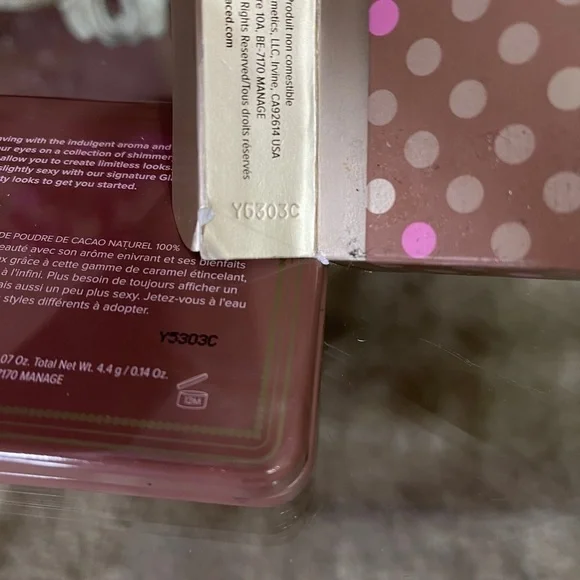 Produit non comestible
metics, LLC, Irvine, CA92614 USA
re 10A, BE-7170 MANAGE
Rights Reserved/Tous droits réservés
aced.com
Y5303C
aving with the indulgent aroma and
ur eyes on a collection of shimmer
allow you to create limitless looks.
slightly sexy with our signature
ty looks to get you started.
DE POUDRE DE CACAO NATUREL 100%
eauté avec son arôme enivrant et ses bienfaits
x grâce à cette gamme de caramel étincelant,
à l'infini. Plus besoin de toujours afficher un
ais aussi un peu plus sexy. Jetez-vous à l'eau
styles différents à adopter.
Y5303C
.07 Oz. Total Net Wt. 4.4 g / 0.14 Oz.
7170 MANAGE
12M